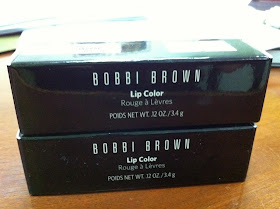 BOBBI BROWN
Lip Color
Rouge à Lèvres
POIDS NET WT. .12 OZ./3.4 g
BOBBI BROWN
Lip Color
Rouge à Lèvres
POIDS NET WT. .12 OZ./3.4 g